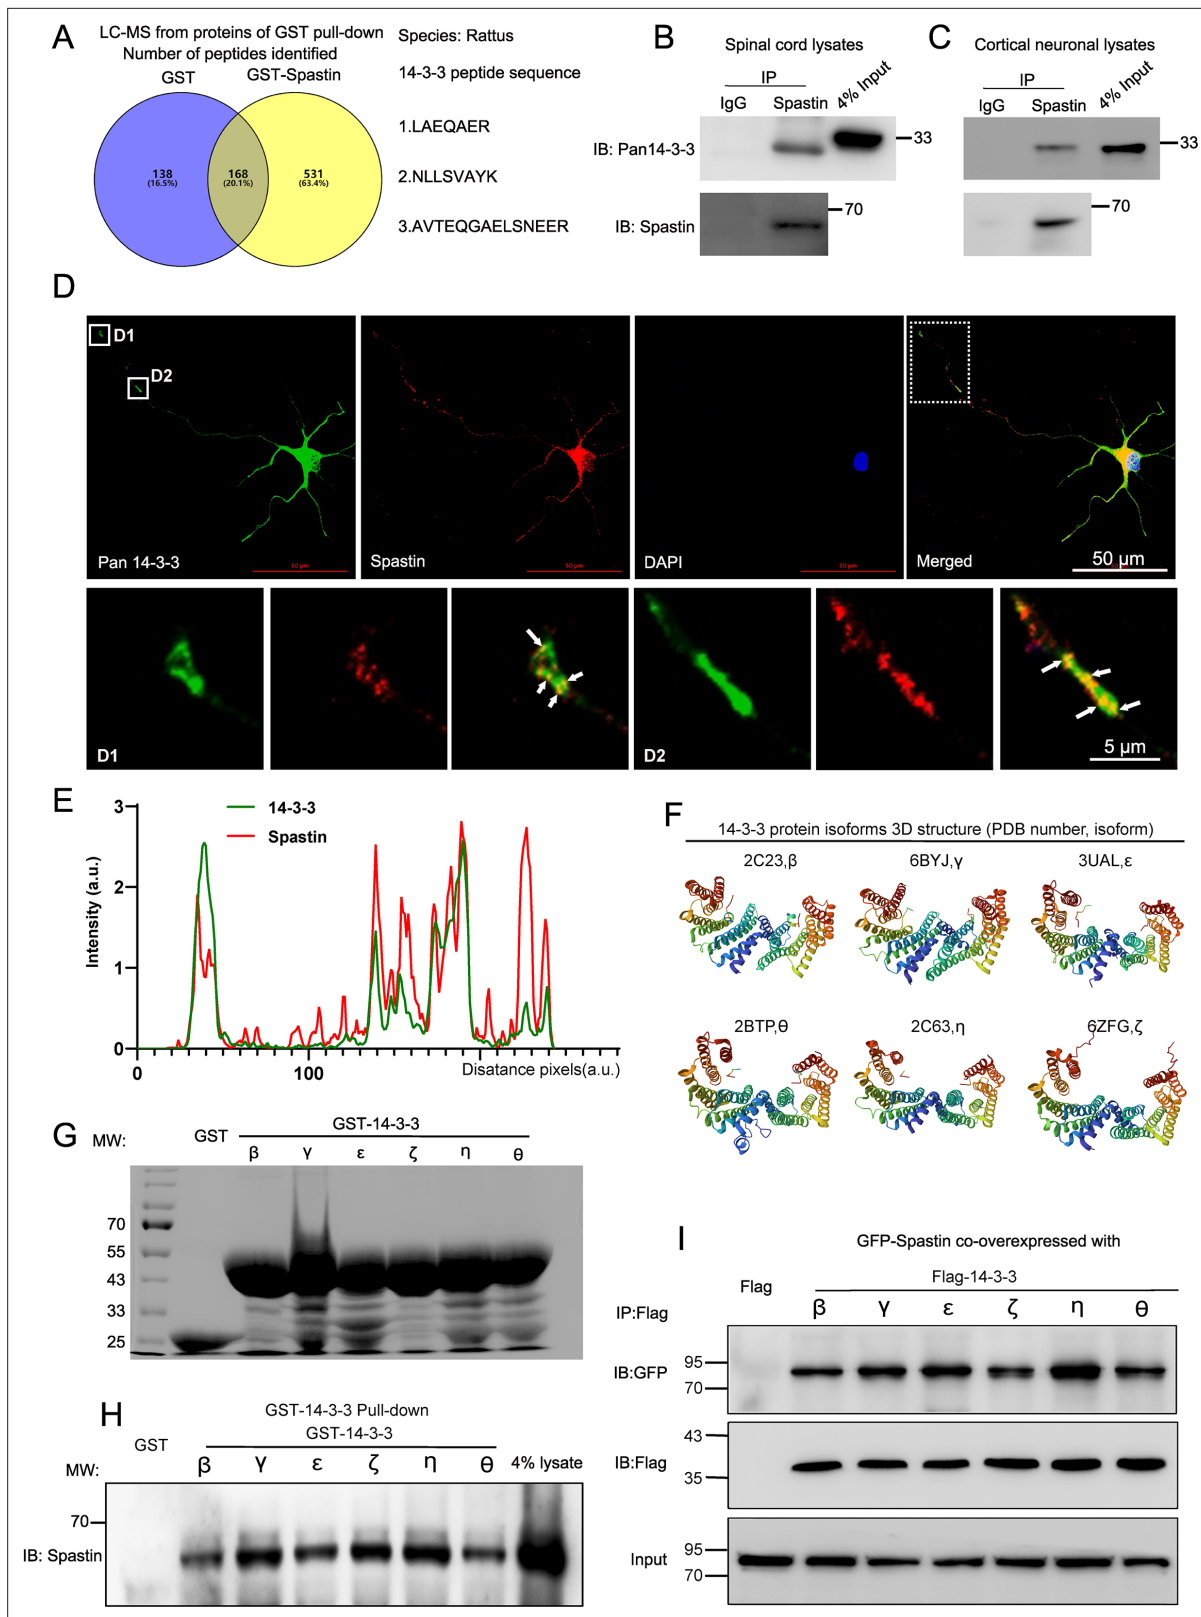 A
LC-MS from proteins of GST pull-down
Number of peptides identified
GST
GST-Spastin
138
(16.5%)
168
(20.1%)
531
(63.4%)
Species: Rattus
14-3-3 peptide sequence
1.LAEQAER
2.NLLSVAYK
3.AVTEQGAELSNEER
B
Spinal cord lysates
IP
IgG
Spastin
4% Input
IB: Pan14-3-3
33
IB: Spastin
70
C
Cortical neuronal lysates
IP
IgG
Spastin
4% Input
33
70
D
D1
D2
Pan 14-3-3
50 μm
Spastin
50 μm
DAPI
50 μm
Merged
50 μm
D1
D2
5 μm
E
14-3-3
Spastin
Intensity (a.u.)
3
2
1
0
0
100
Disatance pixels(a.u.)
F
14-3-3 protein isoforms 3D structure (PDB number, isoform)
2C23,β
6BYJ,γ
3UAL,ε
2BTP,θ
2C63,η
6ZFG,ζ
G
MW:
GST
GST-14-3-3
β γ ε ζ η θ
70
55
43
33
25
H
GST-14-3-3 Pull-down
GST
GST-14-3-3
MW:
β γ ε ζ η θ 4% lysate
70
IB: Spastin
I
GFP-Spastin co-overexpressed with
Flag
Flag-14-3-3
IP:Flag
β γ ε ζ η θ
IB:GFP
95
70
IB:Flag
43
35
Input
95
70